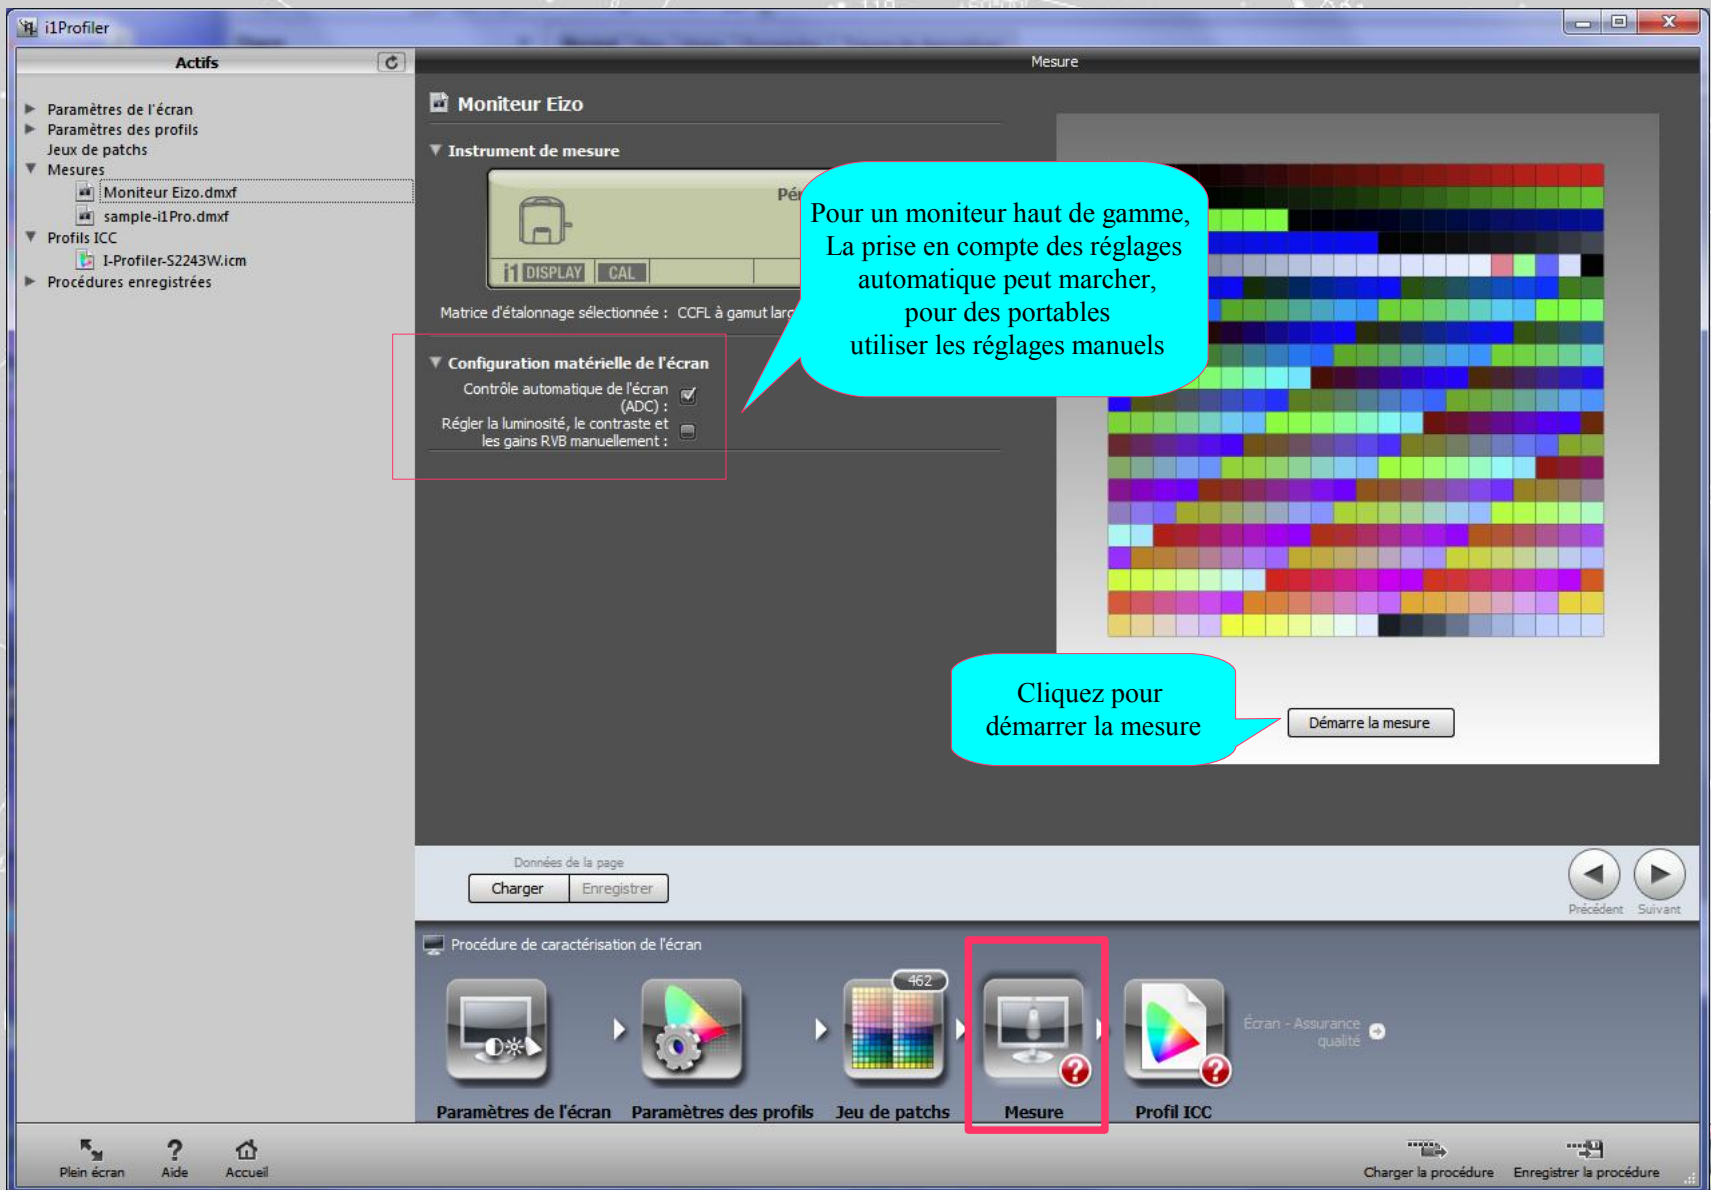 i1Profiler
Actifs
Mesure
Paramètres de l'écran
Paramètres des profils
Jeux de patchs
Mesures
Moniteur Eizo.dmxf
sample-i1Pro.dmxf
Profils ICC
I-Profiler-S2243W.icm
Procédures enregistrées
Moniteur Eizo
Instrument de mesure
i1 DISPLAY CAL
Matrice d'étalonnage sélectionnée : CCFL à gamut larg
Configuration matérielle de l'écran
Contrôle automatique de l'écran
(ADC) :
Régler la luminosité, le contraste et
les gains RVB manuellement :
Pour un moniteur haut de gamme,
La prise en compte des réglages
automatique peut marcher,
pour des portables
utiliser les réglages manuels
Cliquez pour
démarrer la mesure
Démarre la mesure
Données de la page
Charger Enregistrer
Précédent Suivant
Procédure de caractérisation de l'écran
462
Écran - Assurance
qualité
Paramètres de l'écran Paramètres des profils Jeu de patchs Mesure Profil ICC
Plein écran Aide Accueil
Charger la procédure Enregistrer la procédure